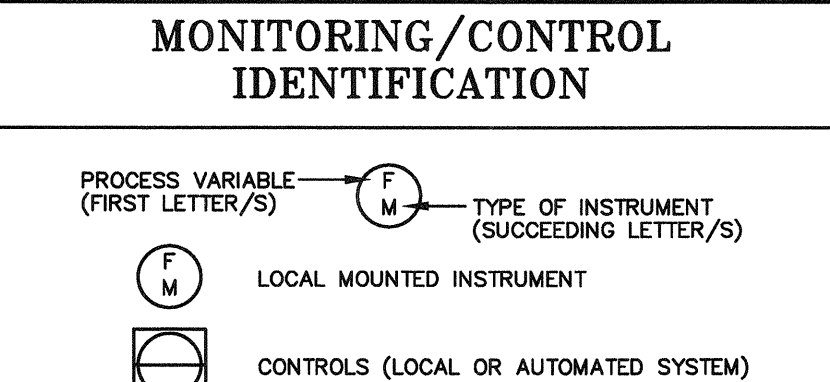 MONITORING/CONTROL
IDENTIFICATION
PROCESS VARIABLE
(FIRST LETTER/S)
F
M
TYPE OF INSTRUMENT
(SUCCEEDING LETTER/S)
F
M
LOCAL MOUNTED INSTRUMENT
CONTROLS (LOCAL OR AUTOMATED SYSTEM)